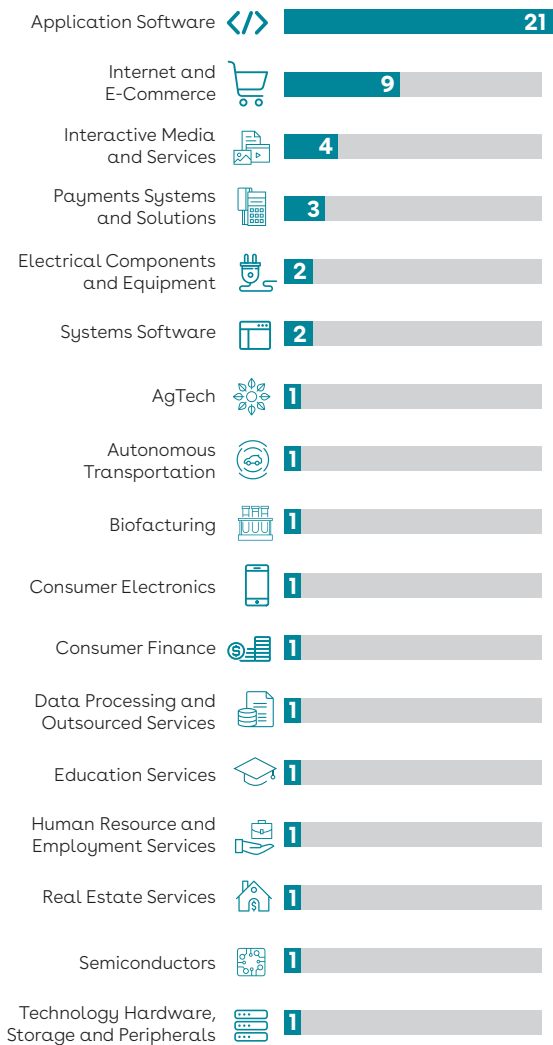 Application Software
21
Internet and
E-Commerce
9
Interactive Media
and Services
4
Payments Systems
and Solutions
3
Electrical Components
and Equipment
2
Systems Software
2
AgTech
1
Autonomous
Transportation
1
Biofacturing
1
Consumer Electronics
1
Consumer Finance
1
Data Processing and
Outsourced Services
1
Education Services
1
Human Resource and
Employment Services
1
Real Estate Services
1
Semiconductors
1
Technology Hardware,
Storage and Peripherals
1